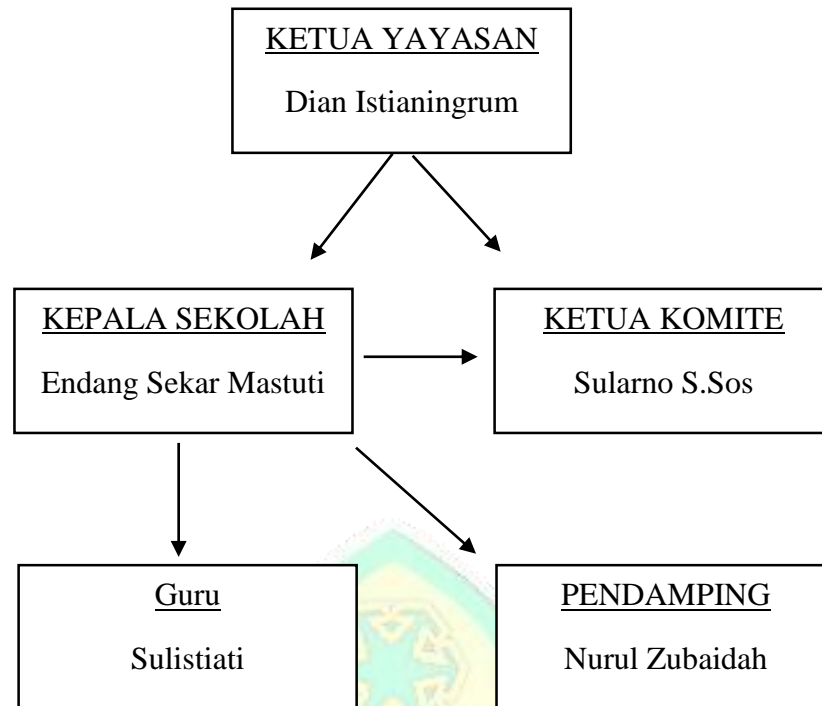 KETUA YAYASAN
Dian Istianingrum
KEPALA SEKOLAH
Endang Sekar Mastuti
KETUA KOMITE
Sularno S.Sos
Guru
Sulistiati
PENDAMPING
Nurul Zubaidah